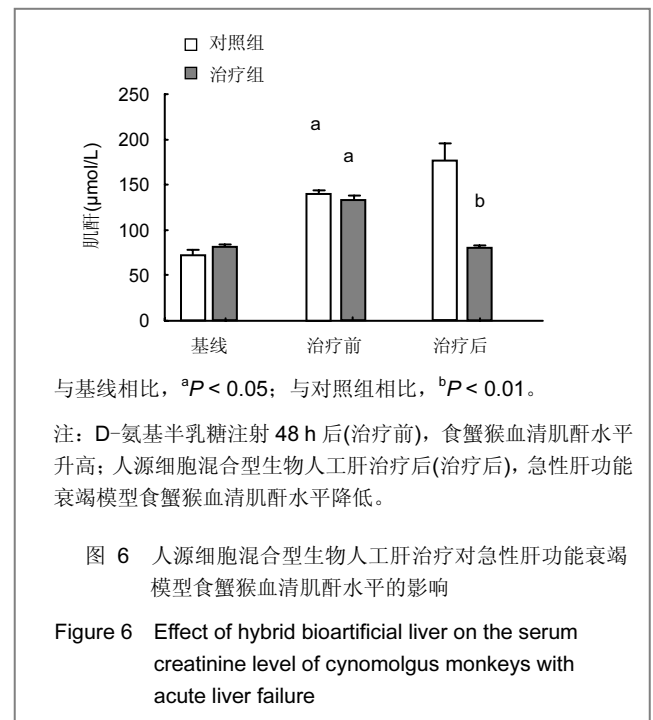 对照组
治疗组
250
200
150
100
50
0
肌酐(μmol/L)
a
a
b
基线 治疗前 治疗后
与基线相比，ᵃP < 0.05；与对照组相比，ᵇP < 0.01。
注：D-氨基半乳糖注射 48 h 后(治疗前)，食蟹猴血清肌酐水平
升高；人源细胞混合型生物人工肝治疗后(治疗后)，急性肝功能
衰竭模型食蟹猴血清肌酐水平降低。
图 6 人源细胞混合型生物人工肝治疗对急性肝功能衰竭
模型食蟹猴血清肌酐水平的影响
Figure 6 Effect of hybrid bioartificial liver on the serum
creatinine level of cynomolgus monkeys with
acute liver failure